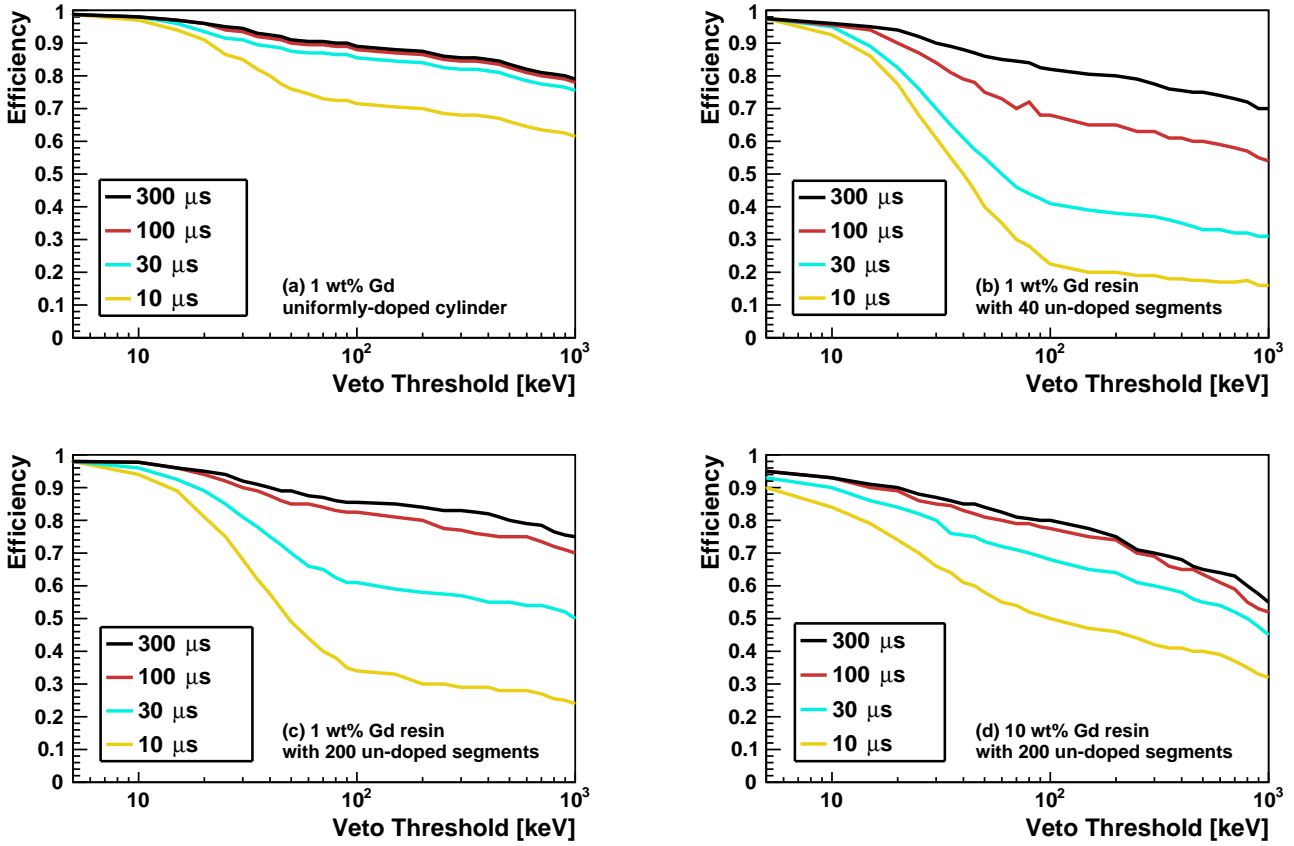 Efficiency
1
0.9
0.8
0.7
0.6
0.5
0.4
0.3
0.2
0.1
0
300 μs
100 μs
30 μs
10 μs
(a) 1 wt% Gd
uniformly-doped cylinder
10 10² 10³
Veto Threshold [keV]
Efficiency
1
0.9
0.8
0.7
0.6
0.5
0.4
0.3
0.2
0.1
0
300 μs
100 μs
30 μs
10 μs
(b) 1 wt% Gd resin
with 40 un-doped segments
10 10² 10³
Veto Threshold [keV]
Efficiency
1
0.9
0.8
0.7
0.6
0.5
0.4
0.3
0.2
0.1
0
300 μs
100 μs
30 μs
10 μs
(c) 1 wt% Gd resin
with 200 un-doped segments
10 10² 10³
Veto Threshold [keV]
Efficiency
1
0.9
0.8
0.7
0.6
0.5
0.4
0.3
0.2
0.1
0
300 μs
100 μs
30 μs
10 μs
(d) 10 wt% Gd resin
with 200 un-doped segments
10 10² 10³
Veto Threshold [keV]